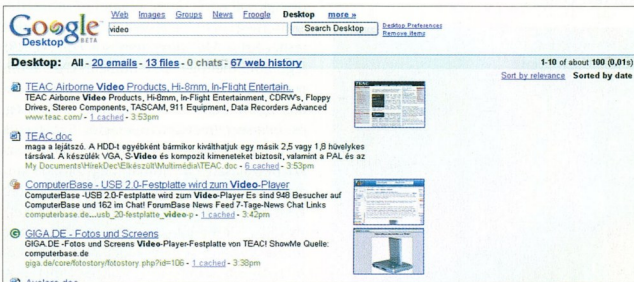 Google
Desktop BETA
Web Images Groups News Froogle Desktop more »
video
Search Desktop
Desktop Preferences
Remove items
Desktop: All - 20 emails - 13 files - 0 chats - 67 web history
1-10 of about 100 (0,01s)
Sort by relevance Sorted by date
TEAC Airborne Video Products, Hi-8mm, In-Flight Entertain..
TEAC Airborne Video Products, Hi-8mm, In-Flight Entertainment, CDRW's, Floppy
Drives, Stereo Components, TASCAM, 911 Equipment, Data Recorders Advanced
www.teac.com/ - 1 cached - 3:53pm
TEAC.doc
maga a lejátszó. A HDD-t egyébként bármikor kiválthatjuk egy másik 2,5 vagy 1,8 hüvelykes
társával. A készülék VGA, S-Video és kompozit kimeneteket biztosít, valamint a PAL és az
My Documents\HírekDec\Elkészült\Multimédia\TEAC.doc - 6 cached - 3:53pm
ComputerBase - USB 2.0-Festplatte wird zum Video-Player
ComputerBase -USB 2.0-Festplatte wird zum Video-Player Es sind 948 Besucher auf
ComputerBase und 162 im Chat! ForumBase News Feed 7-Tage-News Chat Links
computerbase.de...usb_20-festplatte_video-p - 1 cached - 3:42pm
GIGA.DE - Fotos und Screens
GIGA.DE -Fotos und Screens Video-Player-Festplatte von TEAC! ShowMe Quelle:
computerbase.de
giga.de/core/fotostory/fotostory.php?id=106 - 1 cached - 3:38pm